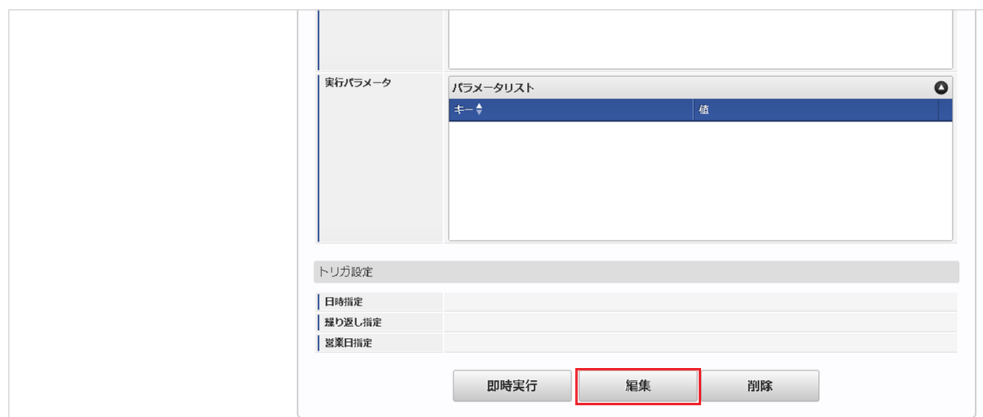 実行パラメータ
パラメータリスト
キー 値
トリガ設定
日時指定
繰り返し指定
営業日指定
即時実行 編集 削除